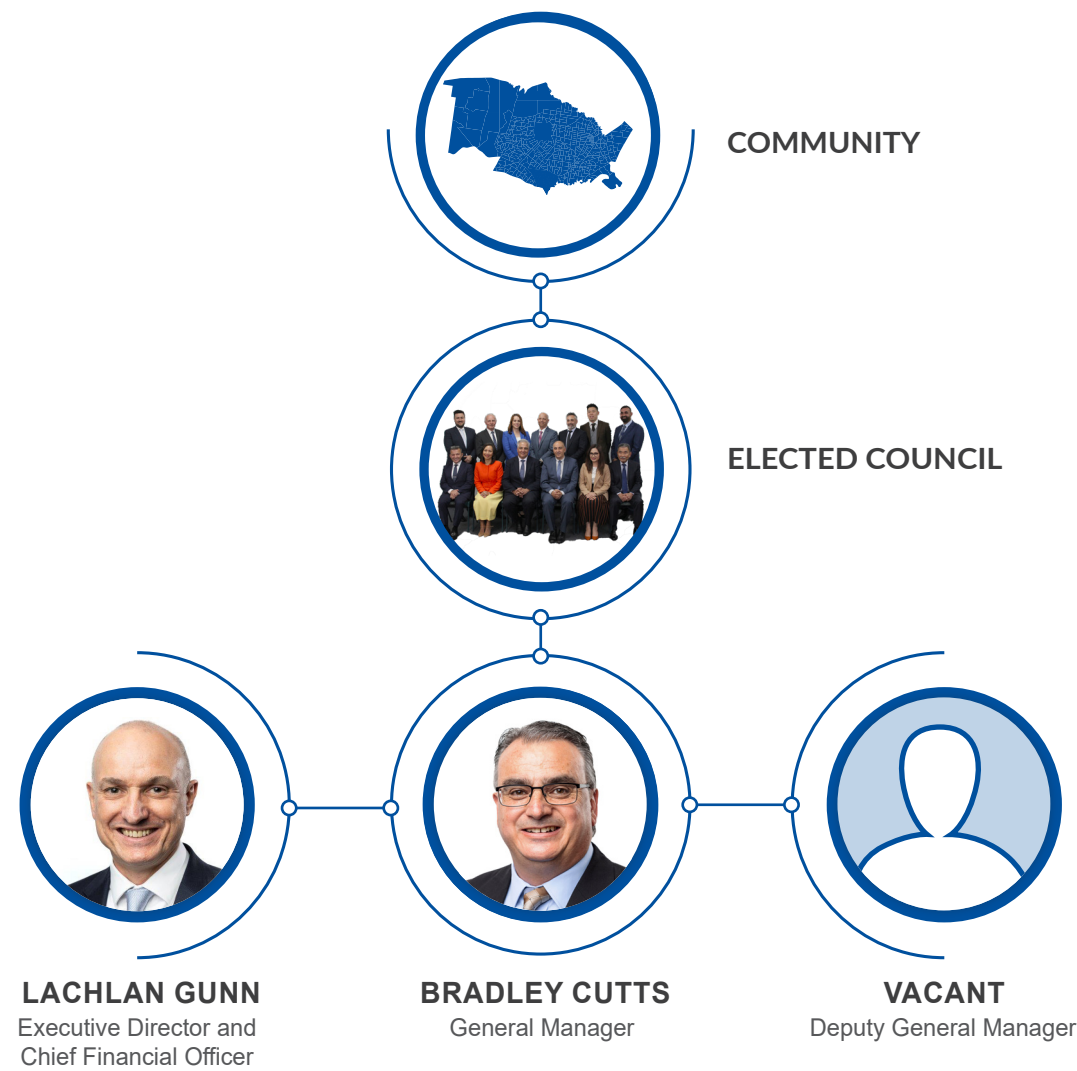 COMMUNITY
ELECTED COUNCIL
LACHLAN GUNN
Executive Director and
Chief Financial Officer
BRADLEY CUTTS
General Manager
VACANT
Deputy General Manager